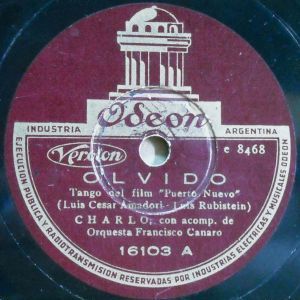 Odeon
INDUSTRIA ARGENTINA
Veroton
e 8468
OLVIDO
Tango del film "Puerto Nuevo"
(Luis Cesar Amadori - Luis Rubistein)
CHARLO, con acomp. de
Orquesta Francisco Canaro
16103 A
EJECUCION PUBLICA Y RADIOTRANSMISION RESERVADAS POR INDUSTRIAS ELECTRICAS Y MUSICALES ODEON